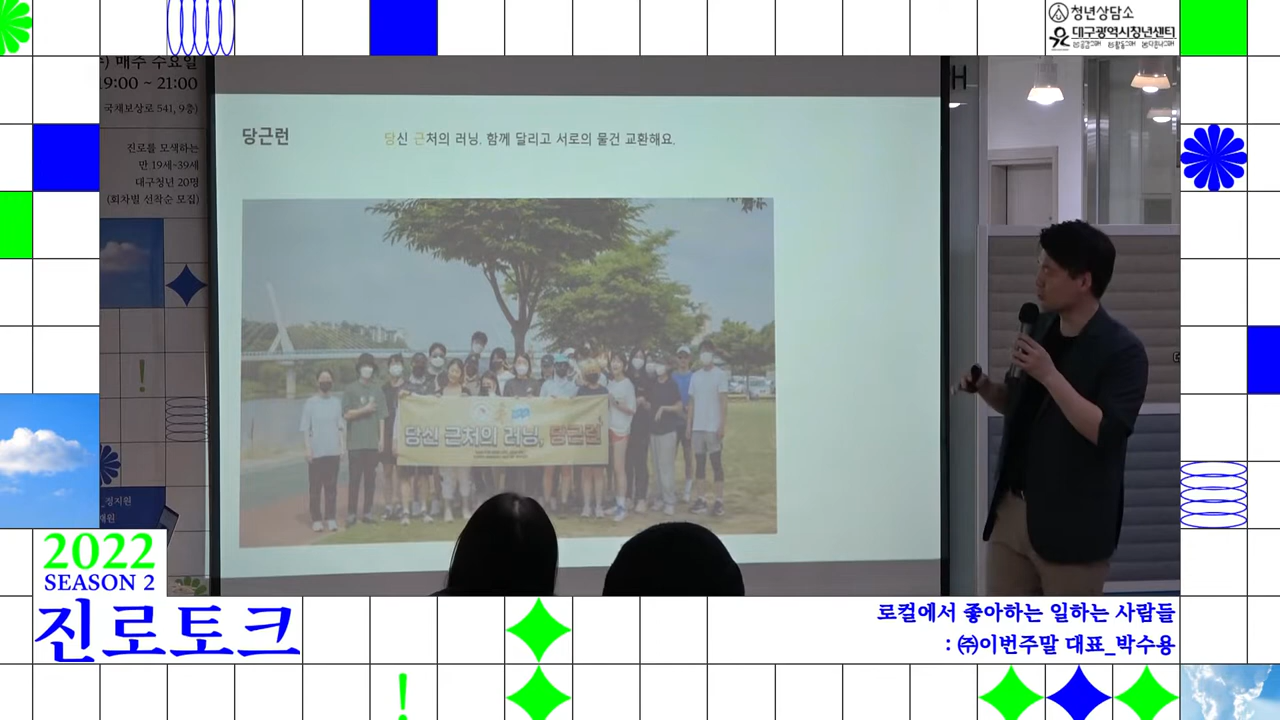 청년상담소
대구광역시청년센터
매주 수요일
19:00 ~ 21:00
국채보상로 541, 9층)
진로를 모색하는
만 19세~39세
대구청년 20명
(회차별 선착순 모집)
당근런
당신 근처의 러닝. 함께 달리고 서로의 물건 교환해요.
당신 근처의 러닝, 당근런
H
정지원
2022
SEASON 2
진로토크
로컬에서 좋아하는 일하는 사람들
: ㈜이번주말 대표_박수용